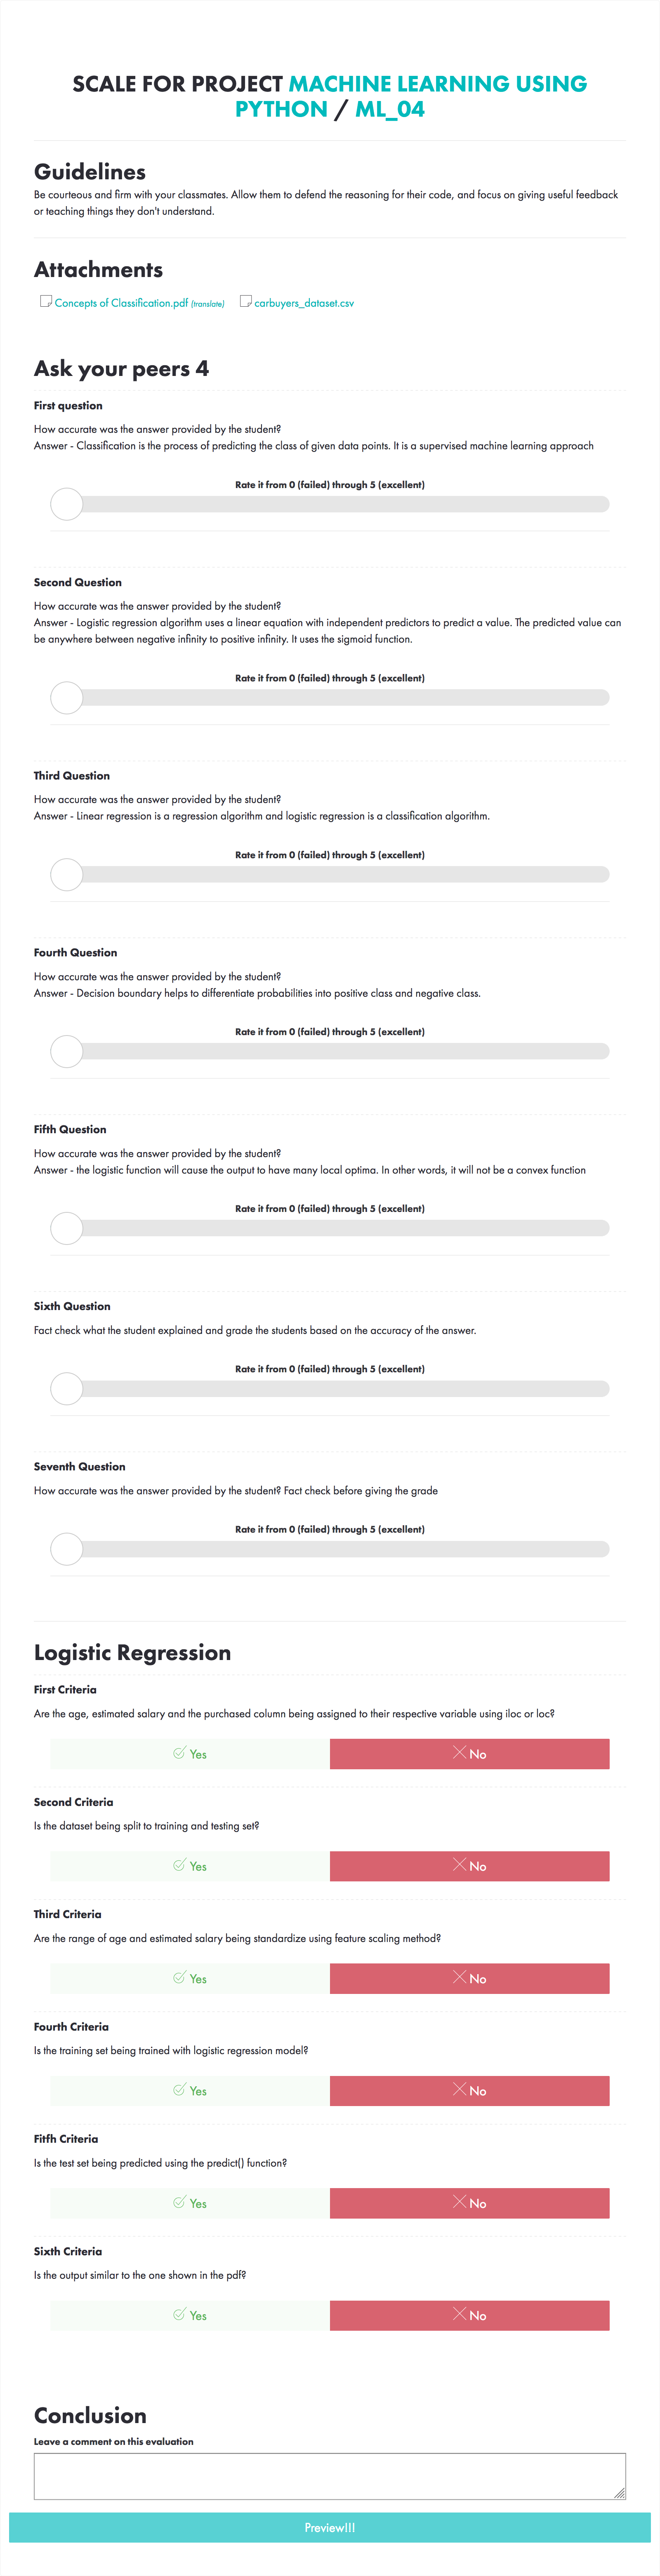 SCALE FOR PROJECT MACHINE LEARNING USING
PYTHON / ML_04
Guidelines
Be courteous and firm with your classmates. Allow them to defend the reasoning for their code, and focus on giving useful feedback
or teaching things they don't understand.
Attachments
Concepts of Classification.pdf (translate) carbuyers_dataset.csv
Ask your peers 4
First question
How accurate was the answer provided by the student?
Answer - Classification is the process of predicting the class of given data points. It is a supervised machine learning approach
Rate it from 0 (failed) through 5 (excellent)
Second Question
How accurate was the answer provided by the student?
Answer - Logistic regression algorithm uses a linear equation with independent predictors to predict a value. The predicted value can
be anywhere between negative infinity to positive infinity. It uses the sigmoid function.
Rate it from 0 (failed) through 5 (excellent)
Third Question
How accurate was the answer provided by the student?
Answer - Linear regression is a regression algorithm and logistic regression is a classification algorithm.
Rate it from 0 (failed) through 5 (excellent)
Fourth Question
How accurate was the answer provided by the student?
Answer - Decision boundary helps to differentiate probabilities into positive class and negative class.
Rate it from 0 (failed) through 5 (excellent)
Fifth Question
How accurate was the answer provided by the student?
Answer - the logistic function will cause the output to have many local optima. In other words, it will not be a convex function
Rate it from 0 (failed) through 5 (excellent)
Sixth Question
Fact check what the student explained and grade the students based on the accuracy of the answer.
Rate it from 0 (failed) through 5 (excellent)
Seventh Question
How accurate was the answer provided by the student? Fact check before giving the grade
Rate it from 0 (failed) through 5 (excellent)
Logistic Regression
First Criteria
Are the age, estimated salary and the purchased column being assigned to their respective variable using iloc or loc?
Yes No
Second Criteria
Is the dataset being split to training and testing set?
Yes No
Third Criteria
Are the range of age and estimated salary being standardize using feature scaling method?
Yes No
Fourth Criteria
Is the training set being trained with logistic regression model?
Yes No
Fitfh Criteria
Is the test set being predicted using the predict() function?
Yes No
Sixth Criteria
Is the output similar to the one shown in the pdf?
Yes No
Conclusion
Leave a comment on this evaluation
Preview!!!